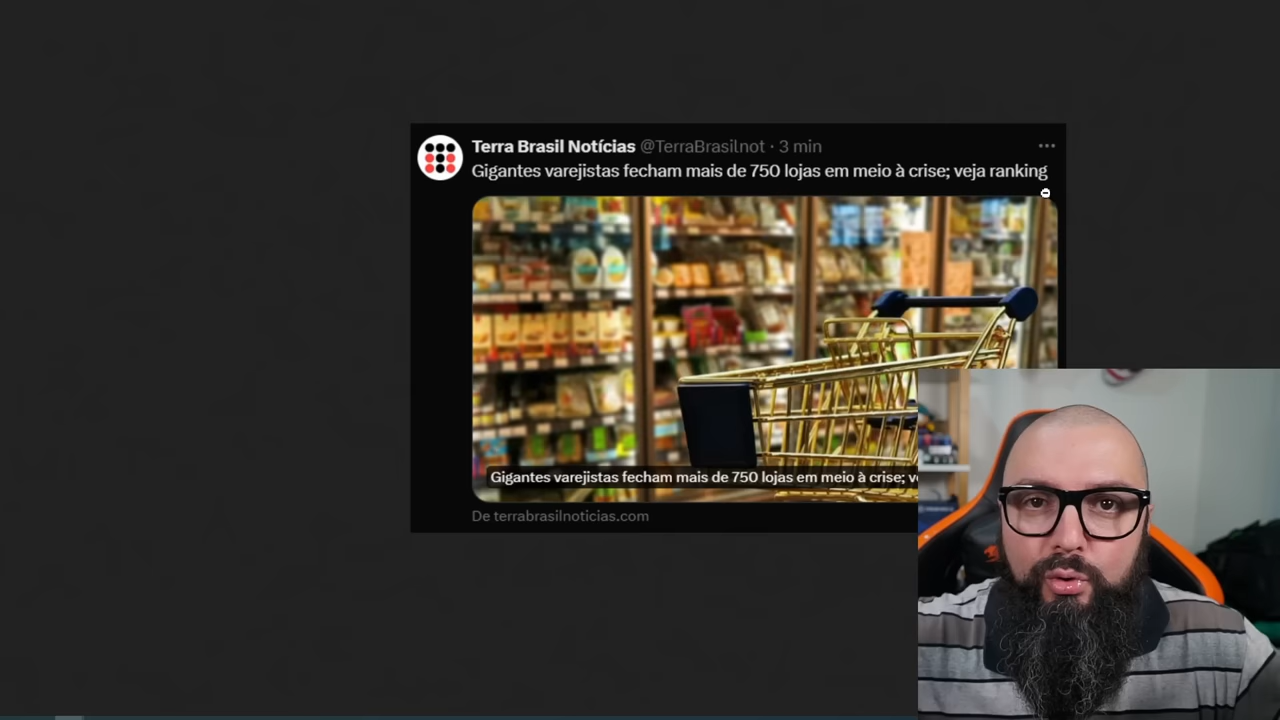 Terra Brasil Notícias @TerraBrasilnot · 3 min
Gigantes varejistas fecham mais de 750 lojas em meio à crise; veja ranking
Gigantes varejistas fecham mais de 750 lojas em meio à crise;
De terrabrasilnoticias.com